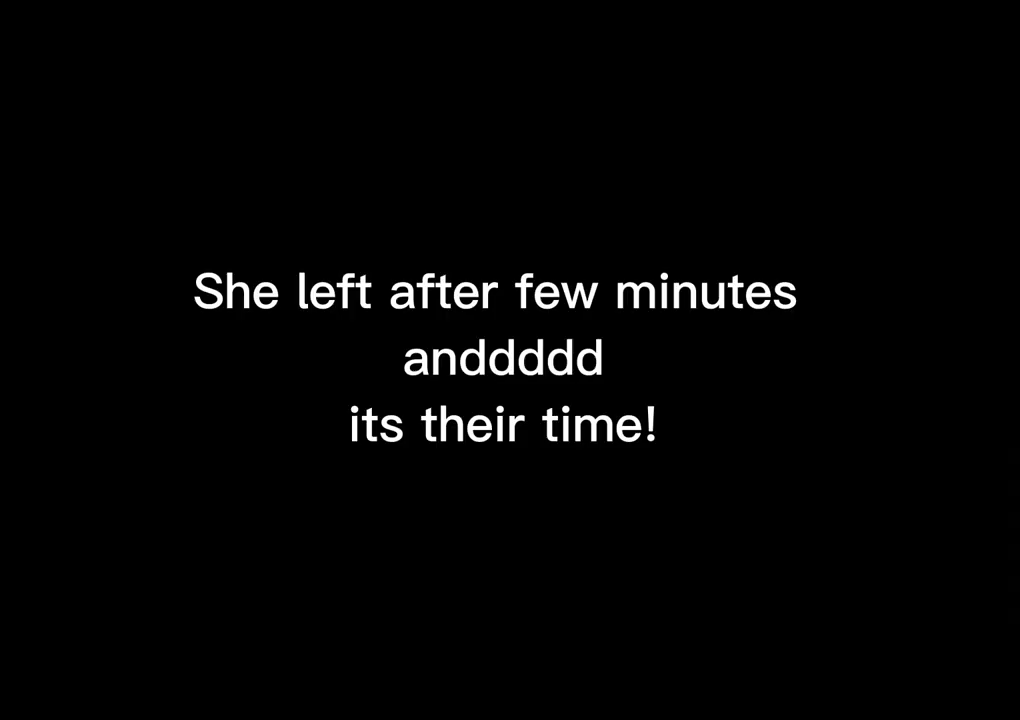 She left after few minutes
anddddd
its their time!